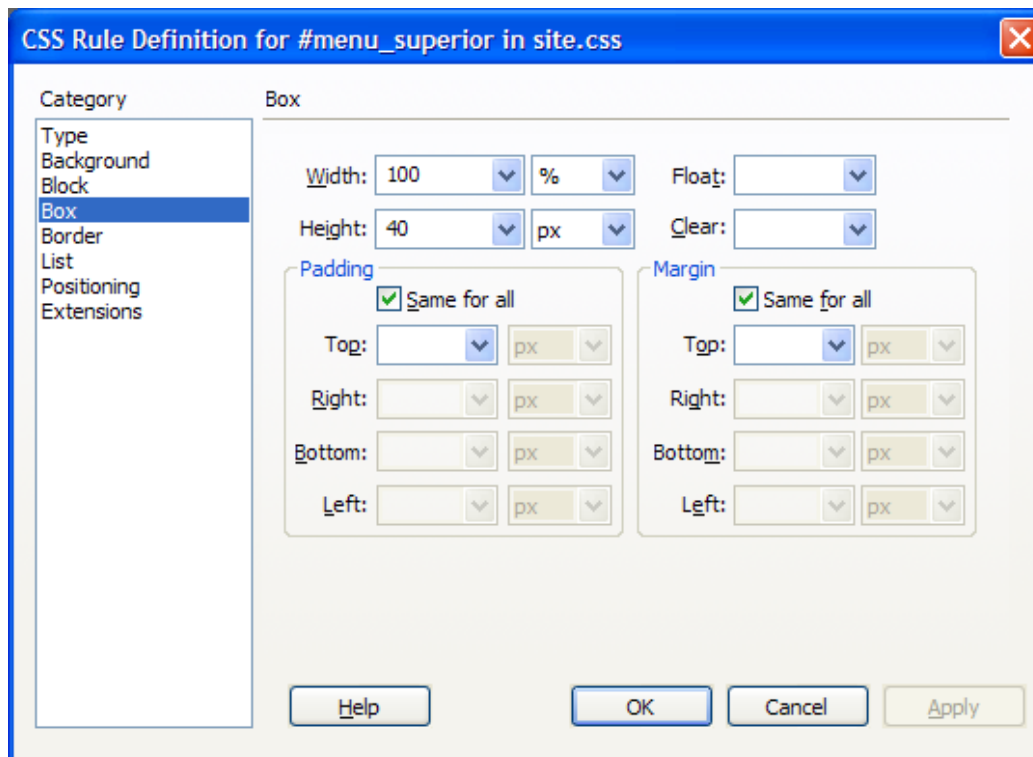 CSS Rule Definition for #menu_superior in site.css
Category
Box
Type
Background
Block
Box
Border
List
Positioning
Extensions
Width: 100 % Float:
Height: 40 px Clear:
Padding
Same for all
Top: px
Right: px
Bottom: px
Left: px
Margin
Same for all
Top: px
Right: px
Bottom: px
Left: px
Help OK Cancel Apply